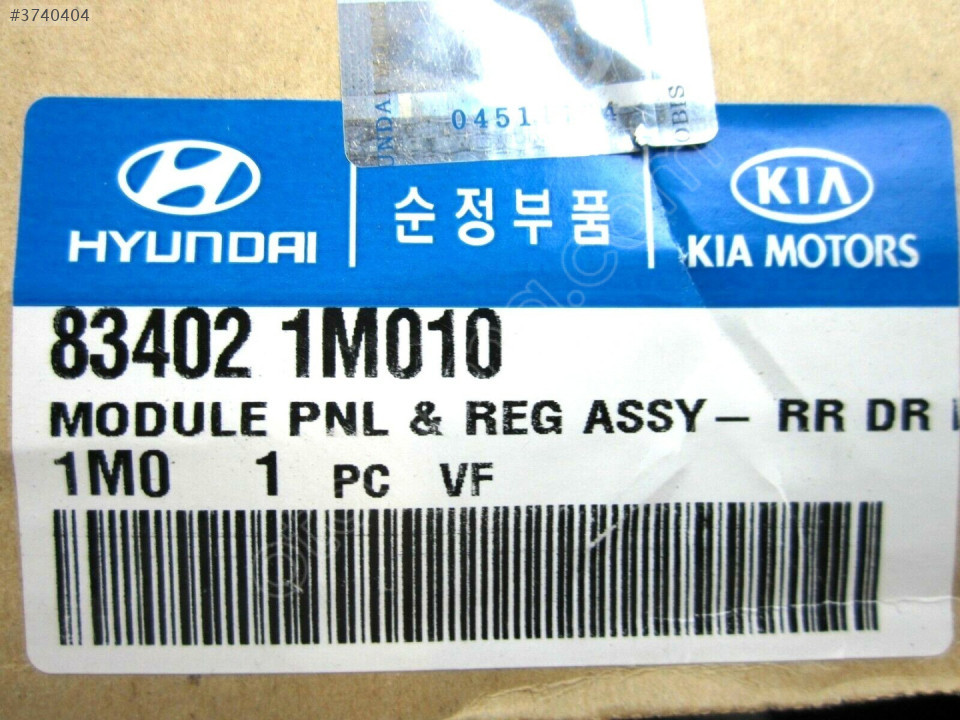 #3740404
HYUNDAI
순정부품
KIA
KIA MOTORS
83402 1M010
MODULE PNL & REG ASSY– RR DR
1M0 1 PC VF